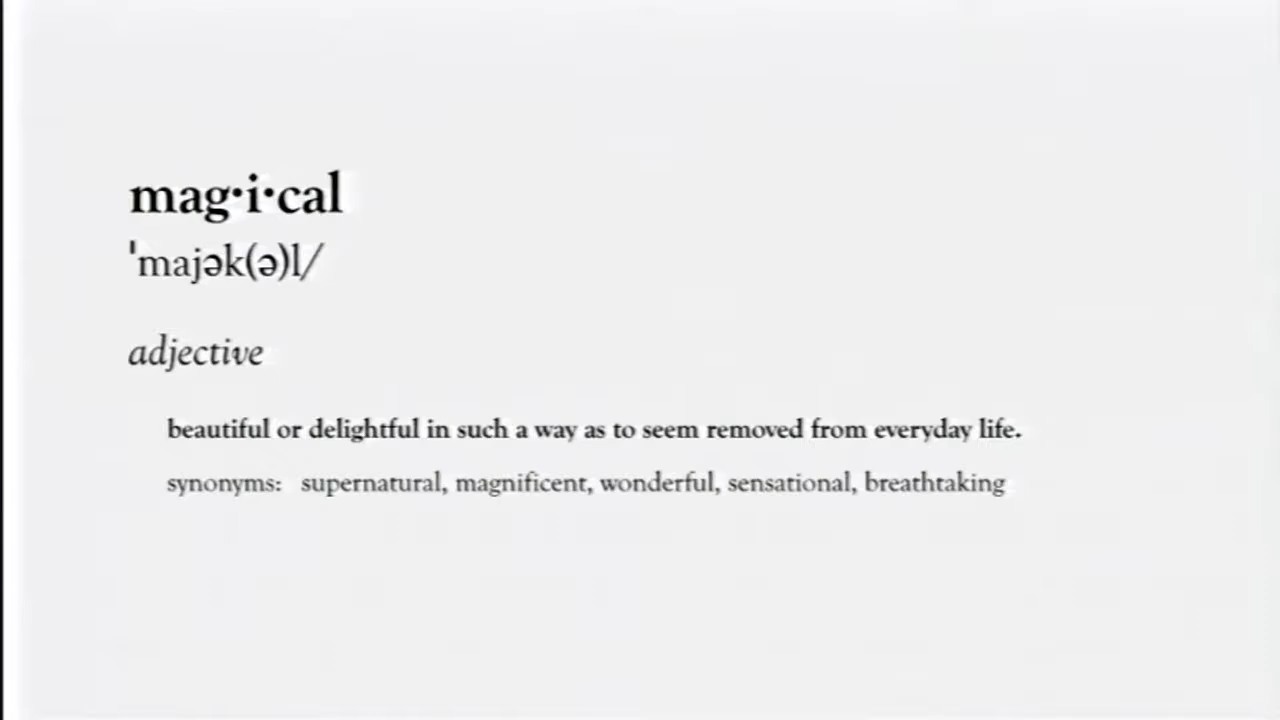 mag·i·cal
ˈmajək(ə)l/
adjective
beautiful or delightful in such a way as to seem removed from everyday life.
synonyms: supernatural, magnificent, wonderful, sensational, breathtaking